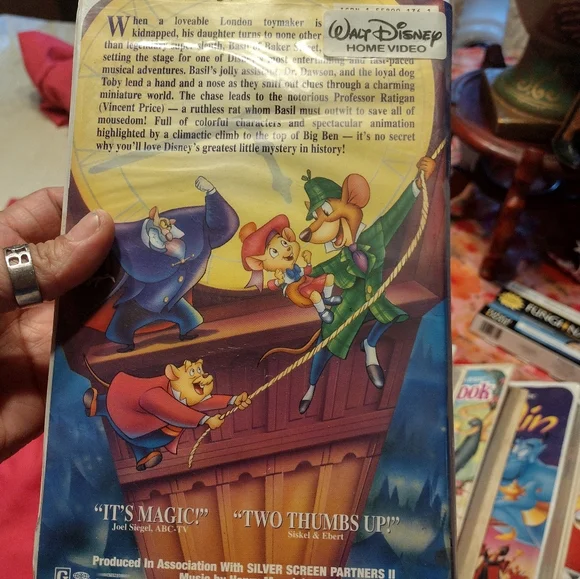 WALT DISNEY
HOME VIDEO
When a loveable London toymaker is
kidnapped, his daughter turns to none other
than legendary super sleuth, Basil of Baker Street,
setting the stage for one of Disney's most entertaining and fast-paced
musical adventures. Basil's jolly assistant, Dr. Dawson, and the loyal dog
Toby lend a hand and a nose as they sniff out clues through a charming
miniature world. The chase leads to the notorious Professor Ratigan
(Vincent Price) — a ruthless rat whom Basil must outwit to save all of
mousedom! Full of colorful characters and spectacular animation
highlighted by a climactic climb to the top of Big Ben — it's no secret
why you'll love Disney's greatest little mystery in history!
B
"IT'S MAGIC!"
Joel Siegel, ABC-TV
"TWO THUMBS UP!"
Siskel & Ebert
Produced In Association With SILVER SCREEN PARTNERS II
Music by
G
ook
in